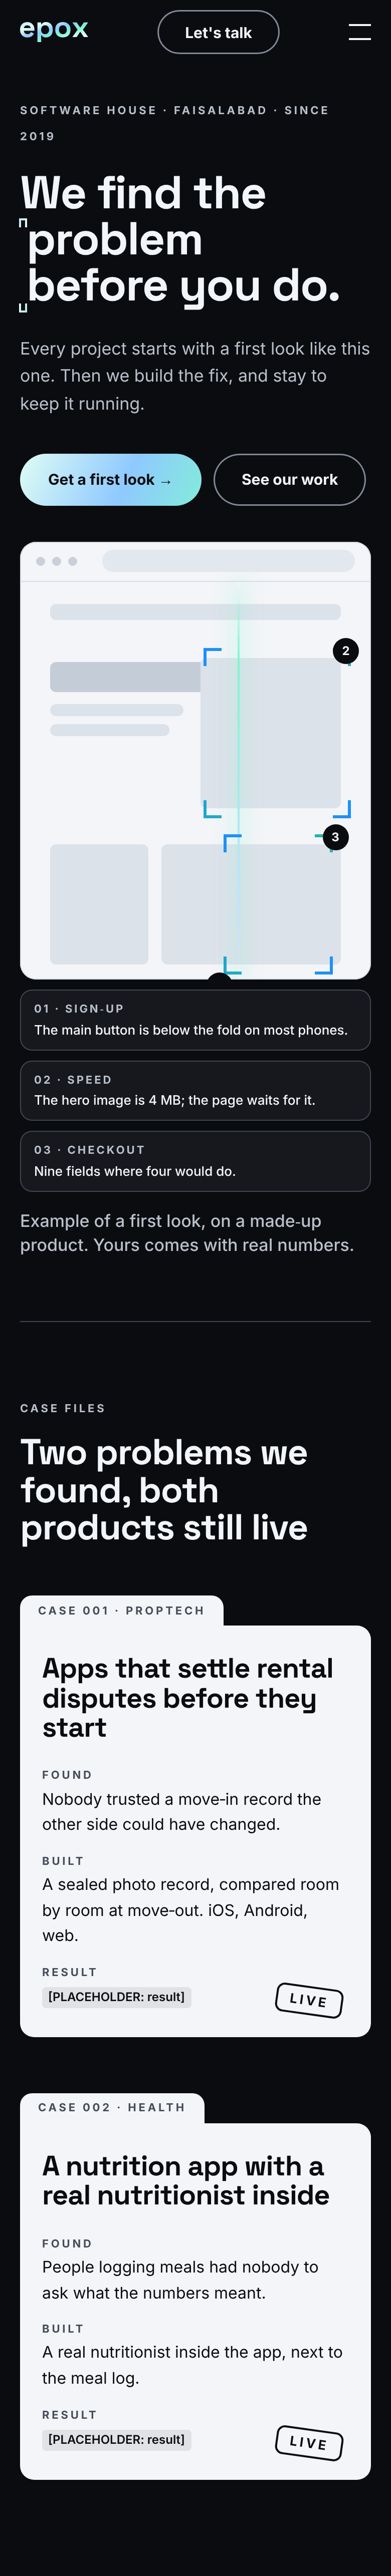 epox
Let's talk
SOFTWARE HOUSE · FAISALABAD · SINCE
2019
We find the
problem
before you do.
Every project starts with a first look like this
one. Then we build the fix, and stay to
keep it running.
Get a first look →
See our work
2
3
01 · SIGN-UP
The main button is below the fold on most phones.
02 · SPEED
The hero image is 4 MB; the page waits for it.
03 · CHECKOUT
Nine fields where four would do.
Example of a first look, on a made-up
product. Yours comes with real numbers.
CASE FILES
Two problems we
found, both
products still live
CASE 001 · PROPTECH
Apps that settle rental
disputes before they
start
FOUND
Nobody trusted a move-in record the
other side could have changed.
BUILT
A sealed photo record, compared room
by room at move-out. iOS, Android,
web.
RESULT
[PLACEHOLDER: result]
LIVE
CASE 002 · HEALTH
A nutrition app with a
real nutritionist inside
FOUND
People logging meals had nobody to
ask what the numbers meant.
BUILT
A real nutritionist inside the app, next to
the meal log.
RESULT
[PLACEHOLDER: result]
LIVE